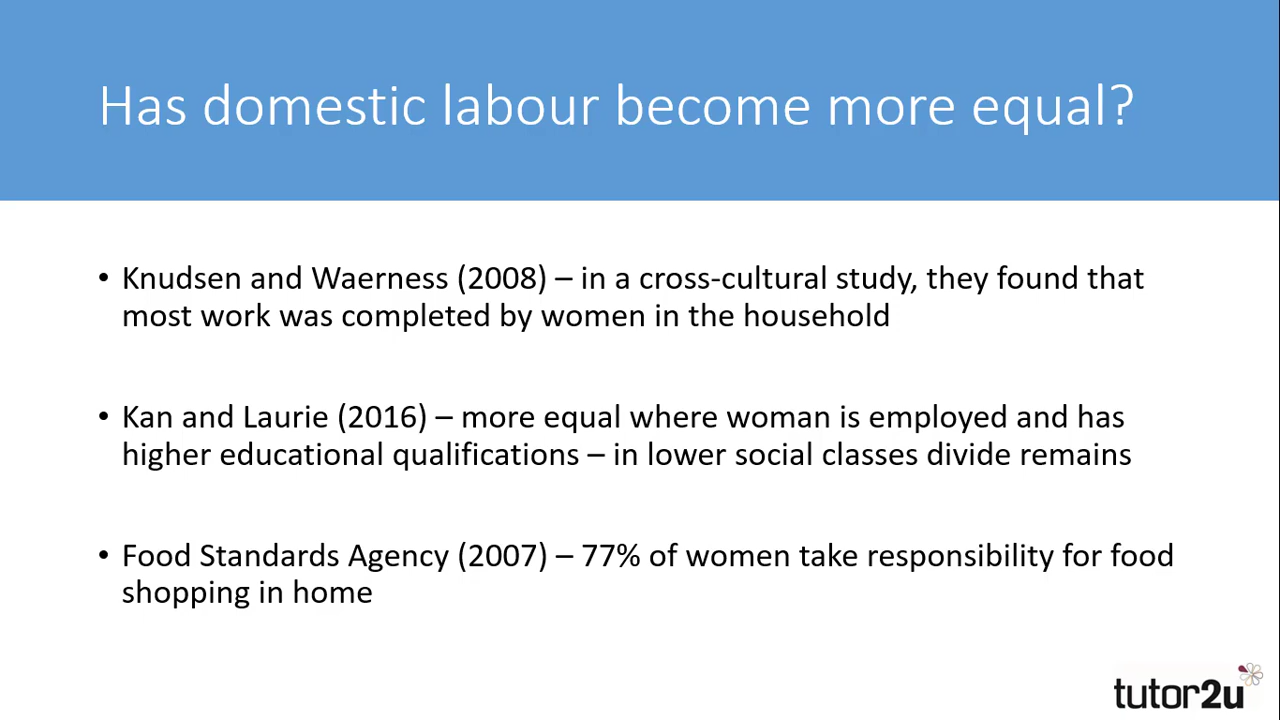 Has domestic labour become more equal?
• Knudsen and Waerness (2008) – in a cross-cultural study, they found that
most work was completed by women in the household
• Kan and Laurie (2016) – more equal where woman is employed and has
higher educational qualifications – in lower social classes divide remains
• Food Standards Agency (2007) – 77% of women take responsibility for food
shopping in home
tutor2u